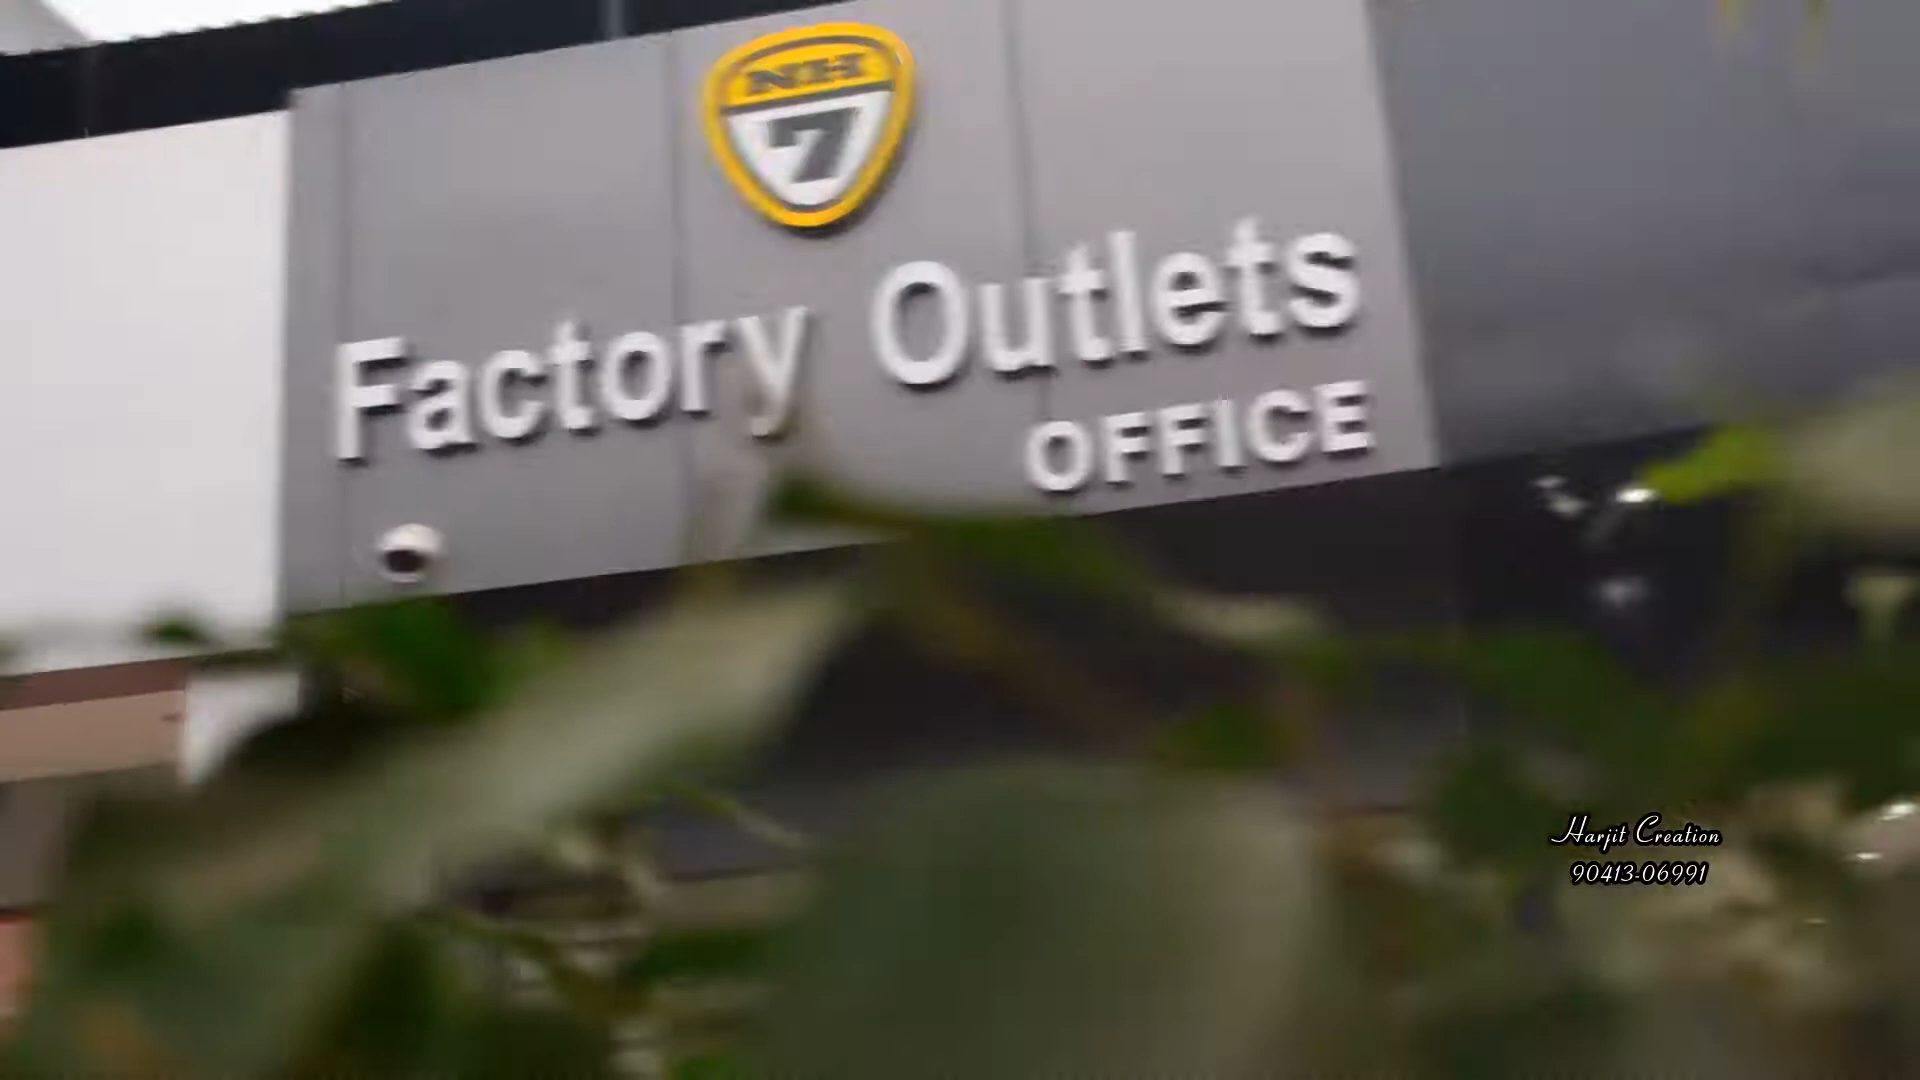 NH
7
Factory Outlets
OFFICE
Harjit Creation
90413-06991